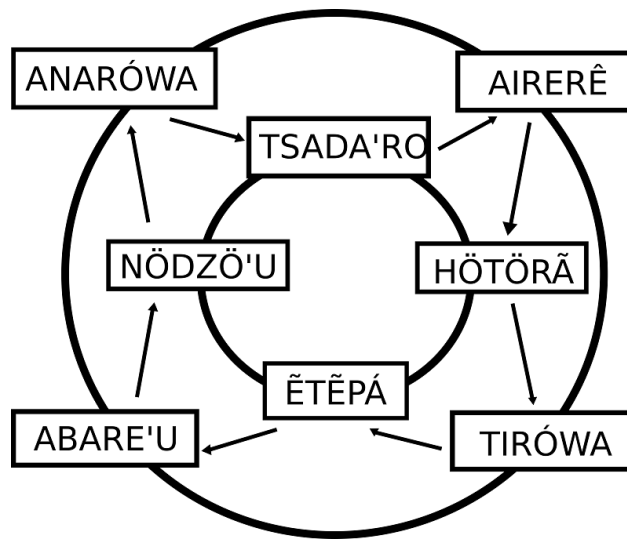 ANARÓWA
AIRERÊ
TSADA'RO
NÖDZÖ'U
HÖTÖRÃ
ẼTẼPÁ
ABARE'U
TIRÓWA